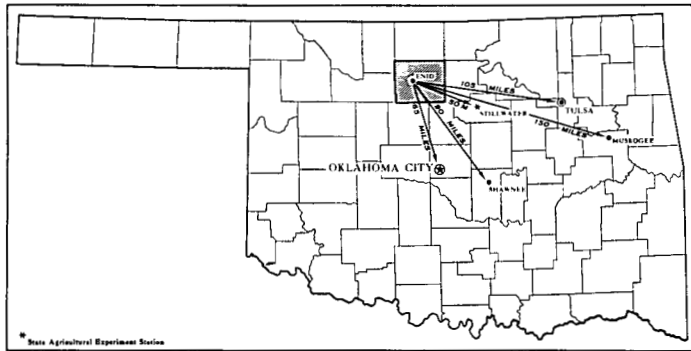 ENID
105 MILES
TULSA
50 M
STILLWATER
150 MILES
MUSKOGEE
90 MILES
65 MILES
OKLAHOMA CITY
SHAWNEE
* State Agricultural Experiment Station